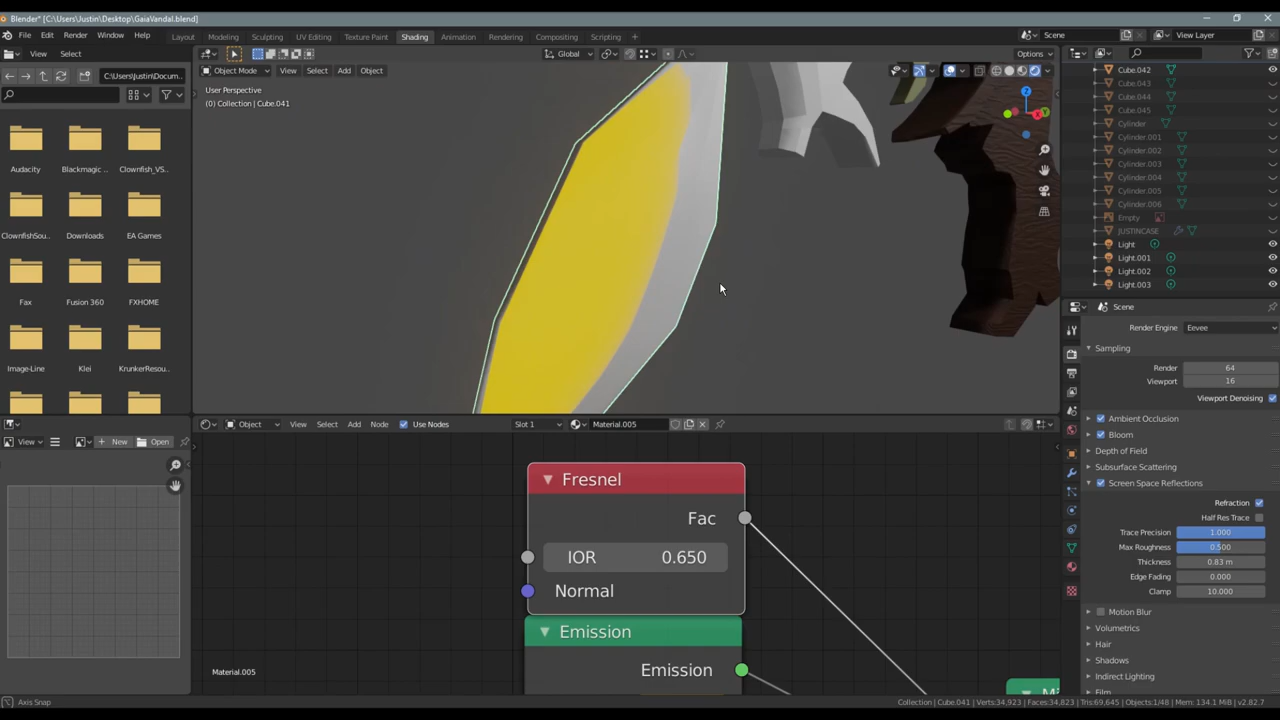 Blender* [C:\Users\Justin\Desktop\GaiaVandal.blend]
File Edit Render Window Help Layout Modeling Sculpting UV Editing Texture Paint Shading Animation Rendering Compositing Scripting + Scene View Layer
View Select Global Options
C:\Users\Justin\Docum.. Object Mode View Select Add Object
User Perspective
(0) Collection | Cube.041
Audacity Blackmagic .. Clownfish_VS..
ClownfishSou.. Downloads EA Games
Fax Fusion 360 FXHOME
Image-Line Klei KrunkerResou..
Cube.042
Cube.043
Cube.044
Cube.045
Cylinder
Cylinder.001
Cylinder.002
Cylinder.003
Cylinder.004
Cylinder.005
Cylinder.006
Empty
JUSTINCASE
Light
Light.001
Light.002
Light.003
Scene
Render Engine Eevee
Sampling
Render 64
Viewport 16
Viewport Denoising
Ambient Occlusion
Bloom
Depth of Field
Subsurface Scattering
Screen Space Reflections
Refraction
Half Res Trace
Trace Precision 1.000
Max Roughness 0.500
Thickness 0.83 m
Edge Fading 0.000
Clamp 10.000
Motion Blur
Volumetrics
Hair
Shadows
Indirect Lighting
Film
View New Open
Object View Select Add Node Use Nodes Slot 1 Material.005
Fresnel
Fac
IOR 0.650
Normal
Emission
Emission
Material.005
Axis Snap
Collection | Cube.041 | Verts:34,923 | Faces:34,823 | Tris:69,645 | Objects:1/48 | Mem: 134.1 MiB | v2.82.7